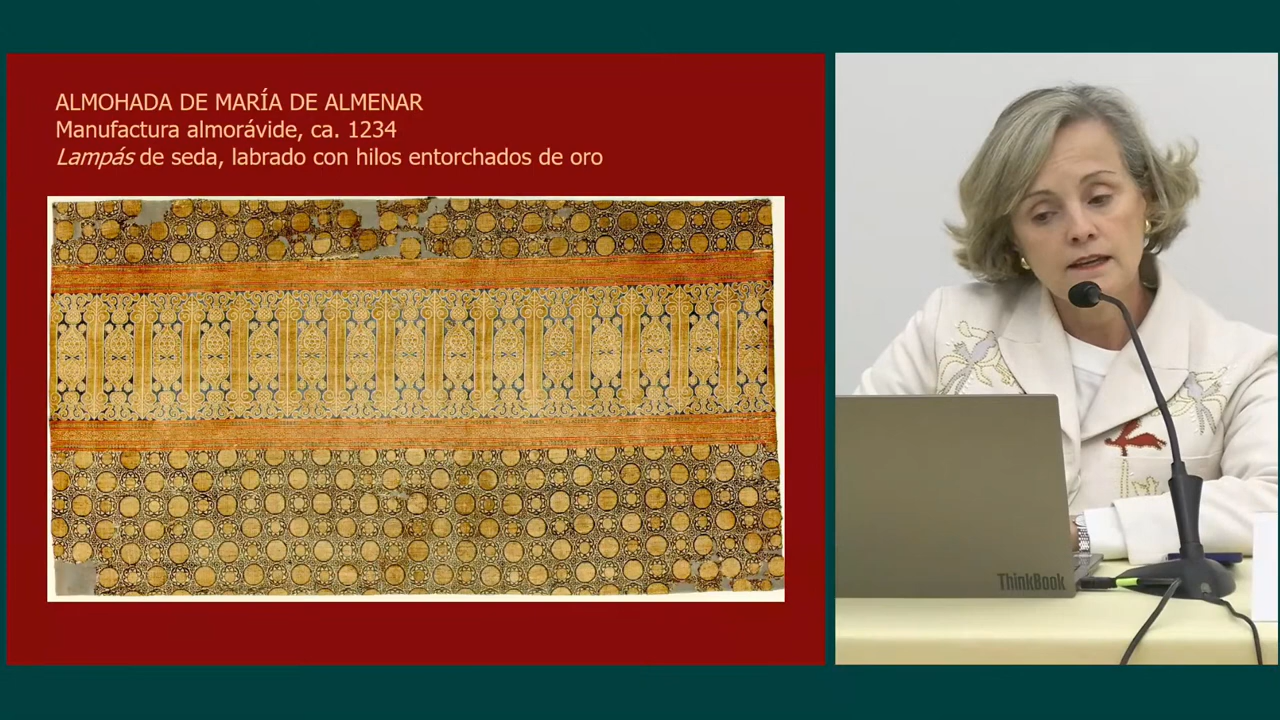 ALMOHADA DE MARÍA DE ALMENAR
Manufactura almorávide, ca. 1234
Lampás de seda, labrado con hilos entorchados de oro
ThinkBook